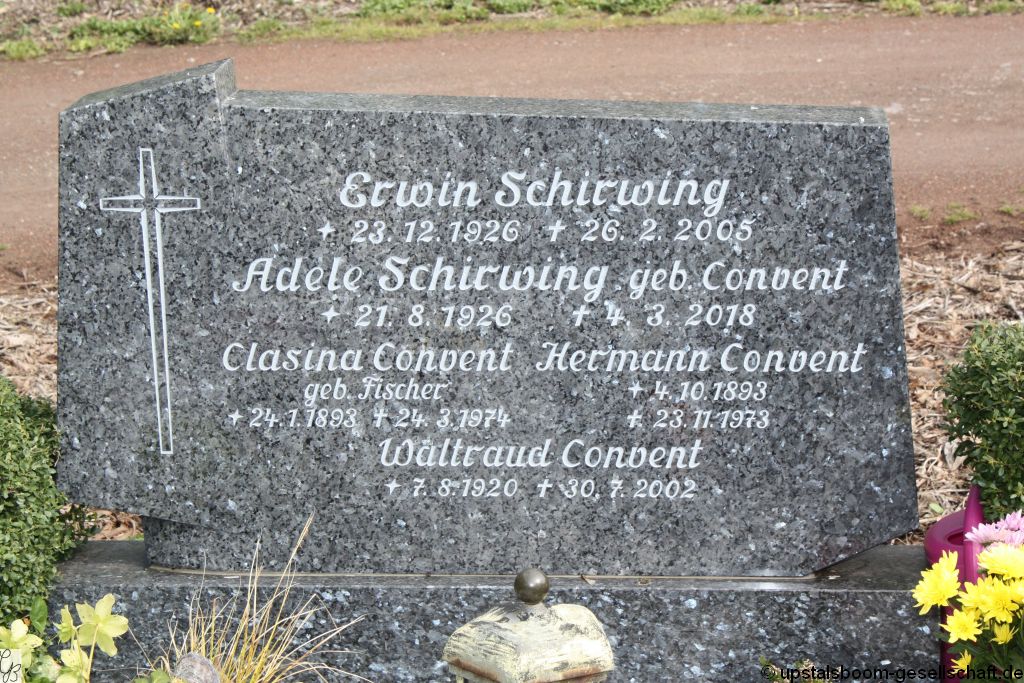 Erwin Schirwing
✦ 23. 12. 1926 ✝ 26. 2. 2005
Adele Schirwing geb. Convent
✦ 21. 8. 1926 ✝ 4. 3. 2018
Clasina Convent
geb. Fischer
✦ 24. 1. 1893 ✝ 24. 3. 1974
Hermann Convent
✦ 4. 10. 1893
✝ 23. 11. 1973
Waltraud Convent
✦ 7. 8. 1920 ✝ 30. 7. 2002
© upstalsboom-gesellschaft.de